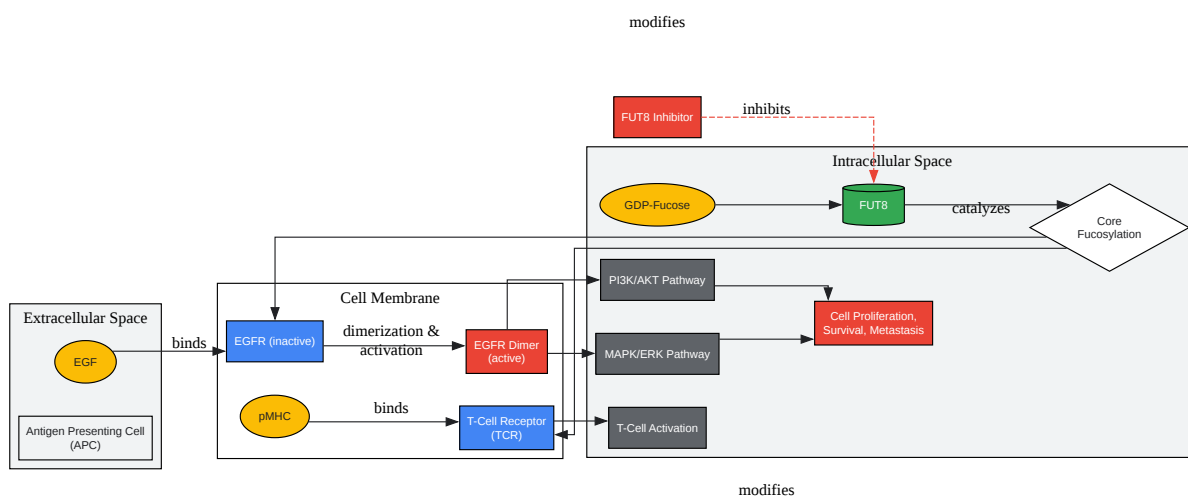 modifies
FUT8 Inhibitor
inhibits
Intracellular Space
GDP-Fucose
FUT8
catalyzes
Core
Fucosylation
PI3K/AKT Pathway
Cell Membrane
Extracellular Space
EGF
binds
EGFR (inactive)
dimerization &
activation
EGFR Dimer
(active)
MAPK/ERK Pathway
Cell Proliferation,
Survival, Metastasis
Antigen Presenting Cell
(APC)
pMHC
binds
T-Cell Receptor
(TCR)
T-Cell Activation
modifies